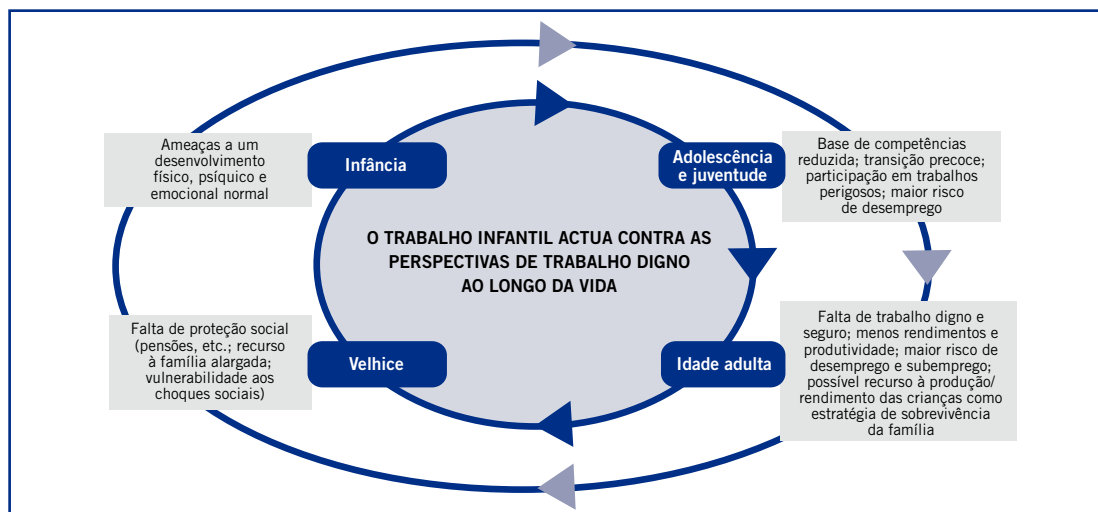 Ameaças a um
desenvolvimento
físico, psíquico e
emocional normal
Infância
Adolescência
e juventude
Base de competências
reduzida; transição precoce;
participação em trabalhos
perigosos; maior risco
de desemprego
O TRABALHO INFANTIL ACTUA CONTRA AS
PERSPECTIVAS DE TRABALHO DIGNO
AO LONGO DA VIDA
Falta de proteção social
(pensões, etc.; recurso
à família alargada;
vulnerabilidade aos
choques sociais)
Velhice
Idade adulta
Falta de trabalho digno e
seguro; menos rendimentos e
produtividade; maior risco de
desemprego e subemprego;
possível recurso à produção/
rendimento das crianças como
estratégia de sobrevivência
da família